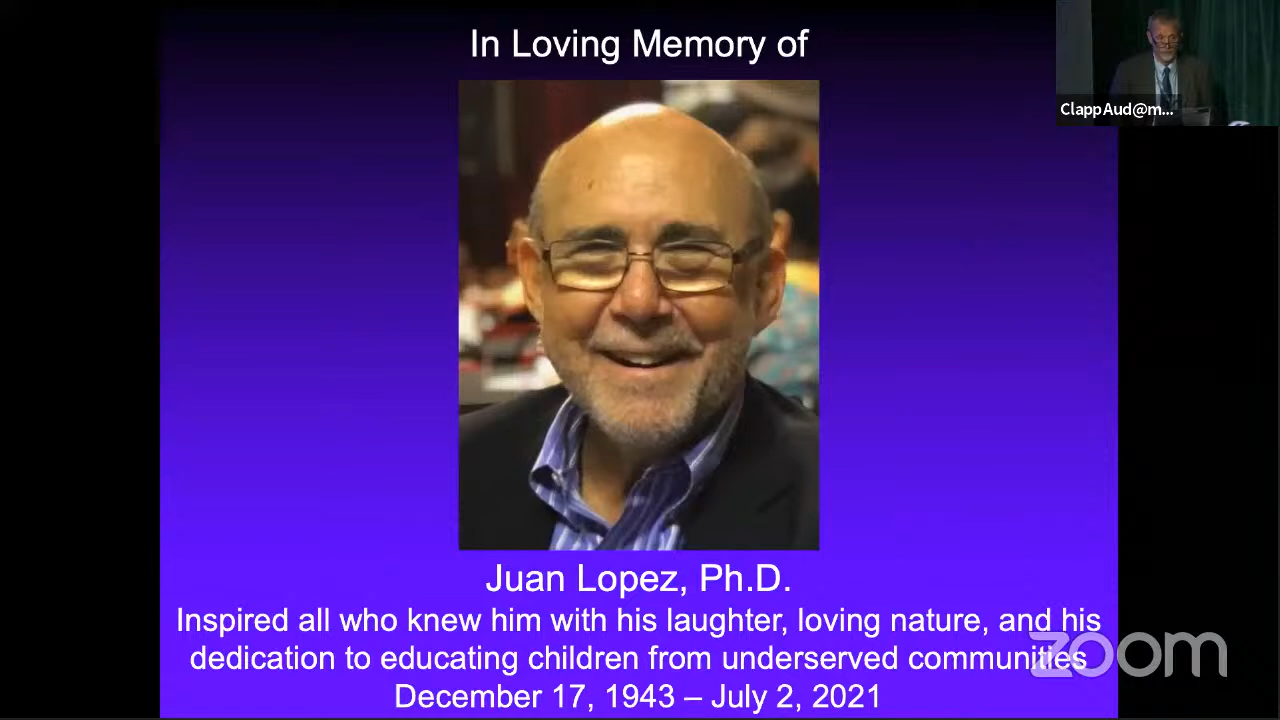 In Loving Memory of
ClappAud@m...
Juan Lopez, Ph.D.
Inspired all who knew him with his laughter, loving nature, and his
dedication to educating children from underserved communities
December 17, 1943 – July 2, 2021
zoom